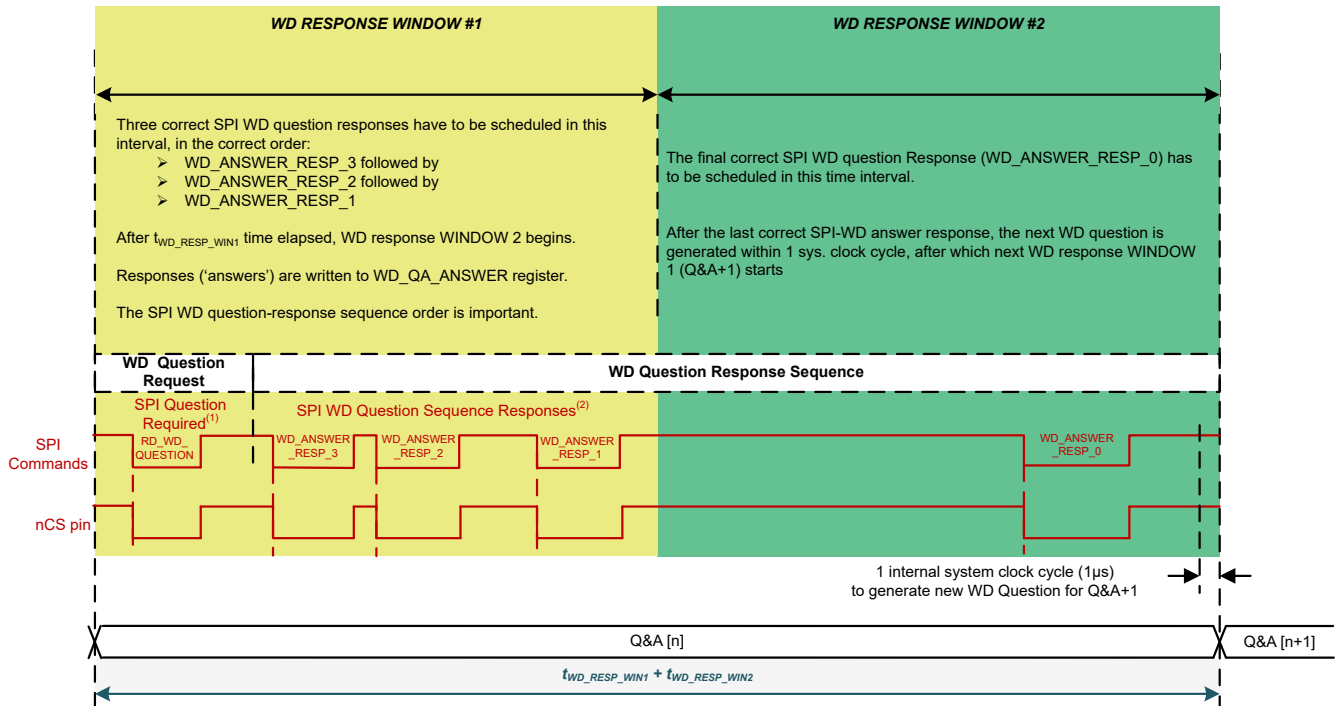 WD RESPONSE WINDOW #1
WD RESPONSE WINDOW #2
Three correct SPI WD question responses have to be scheduled in this
interval, in the correct order:
➢ WD_ANSWER_RESP_3 followed by
➢ WD_ANSWER_RESP_2 followed by
➢ WD_ANSWER_RESP_1
After tWD_RESP_WIN1 time elapsed, WD response WINDOW 2 begins.
Responses (‘answers’) are written to WD_QA_ANSWER register.
The SPI WD question-response sequence order is important.
The final correct SPI WD question Response (WD_ANSWER_RESP_0) has
to be scheduled in this time interval.
After the last correct SPI-WD answer response, the next WD question is
generated within 1 sys. clock cycle, after which next WD response WINDOW
1 (Q&A+1) starts
WD Question
Request
WD Question Response Sequence
SPI Question
Required(1)
SPI WD Question Sequence Responses(2)
SPI
Commands
RD_WD_
QUESTION
WD_ANSWER
_RESP_3
WD_ANSWER
_RESP_2
WD_ANSWER
_RESP_1
WD_ANSWER
_RESP_0
nCS pin
1 internal system clock cycle (1µs)
to generate new WD Question for Q&A+1
Q&A [n]
Q&A [n+1]
tWD_RESP_WIN1 + tWD_RESP_WIN2